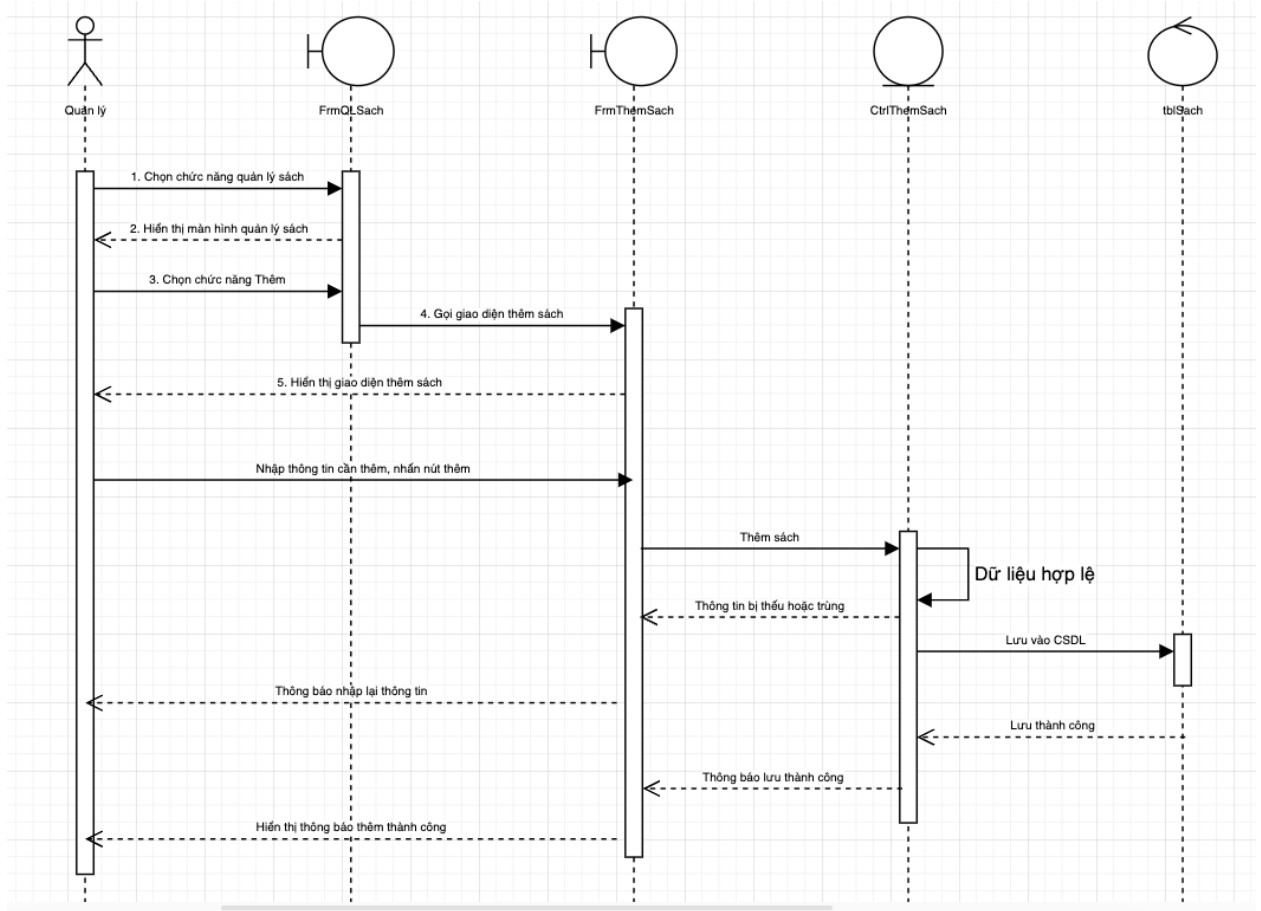 Quản lý
FrmQLSach
FrmThemSach
CtrlThemSach
tblSach
1. Chọn chức năng quản lý sách
2. Hiển thị màn hình quản lý sách
3. Chọn chức năng Thêm
4. Gọi giao diện thêm sách
5. Hiển thị giao diện thêm sách
Nhập thông tin cần thêm, nhấn nút thêm
Thêm sách
Dữ liệu hợp lệ
Thông tin bị thếu hoặc trùng
Lưu vào CSDL
Thông báo nhập lại thông tin
Lưu thành công
Thông báo lưu thành công
Hiển thị thông báo thêm thành công